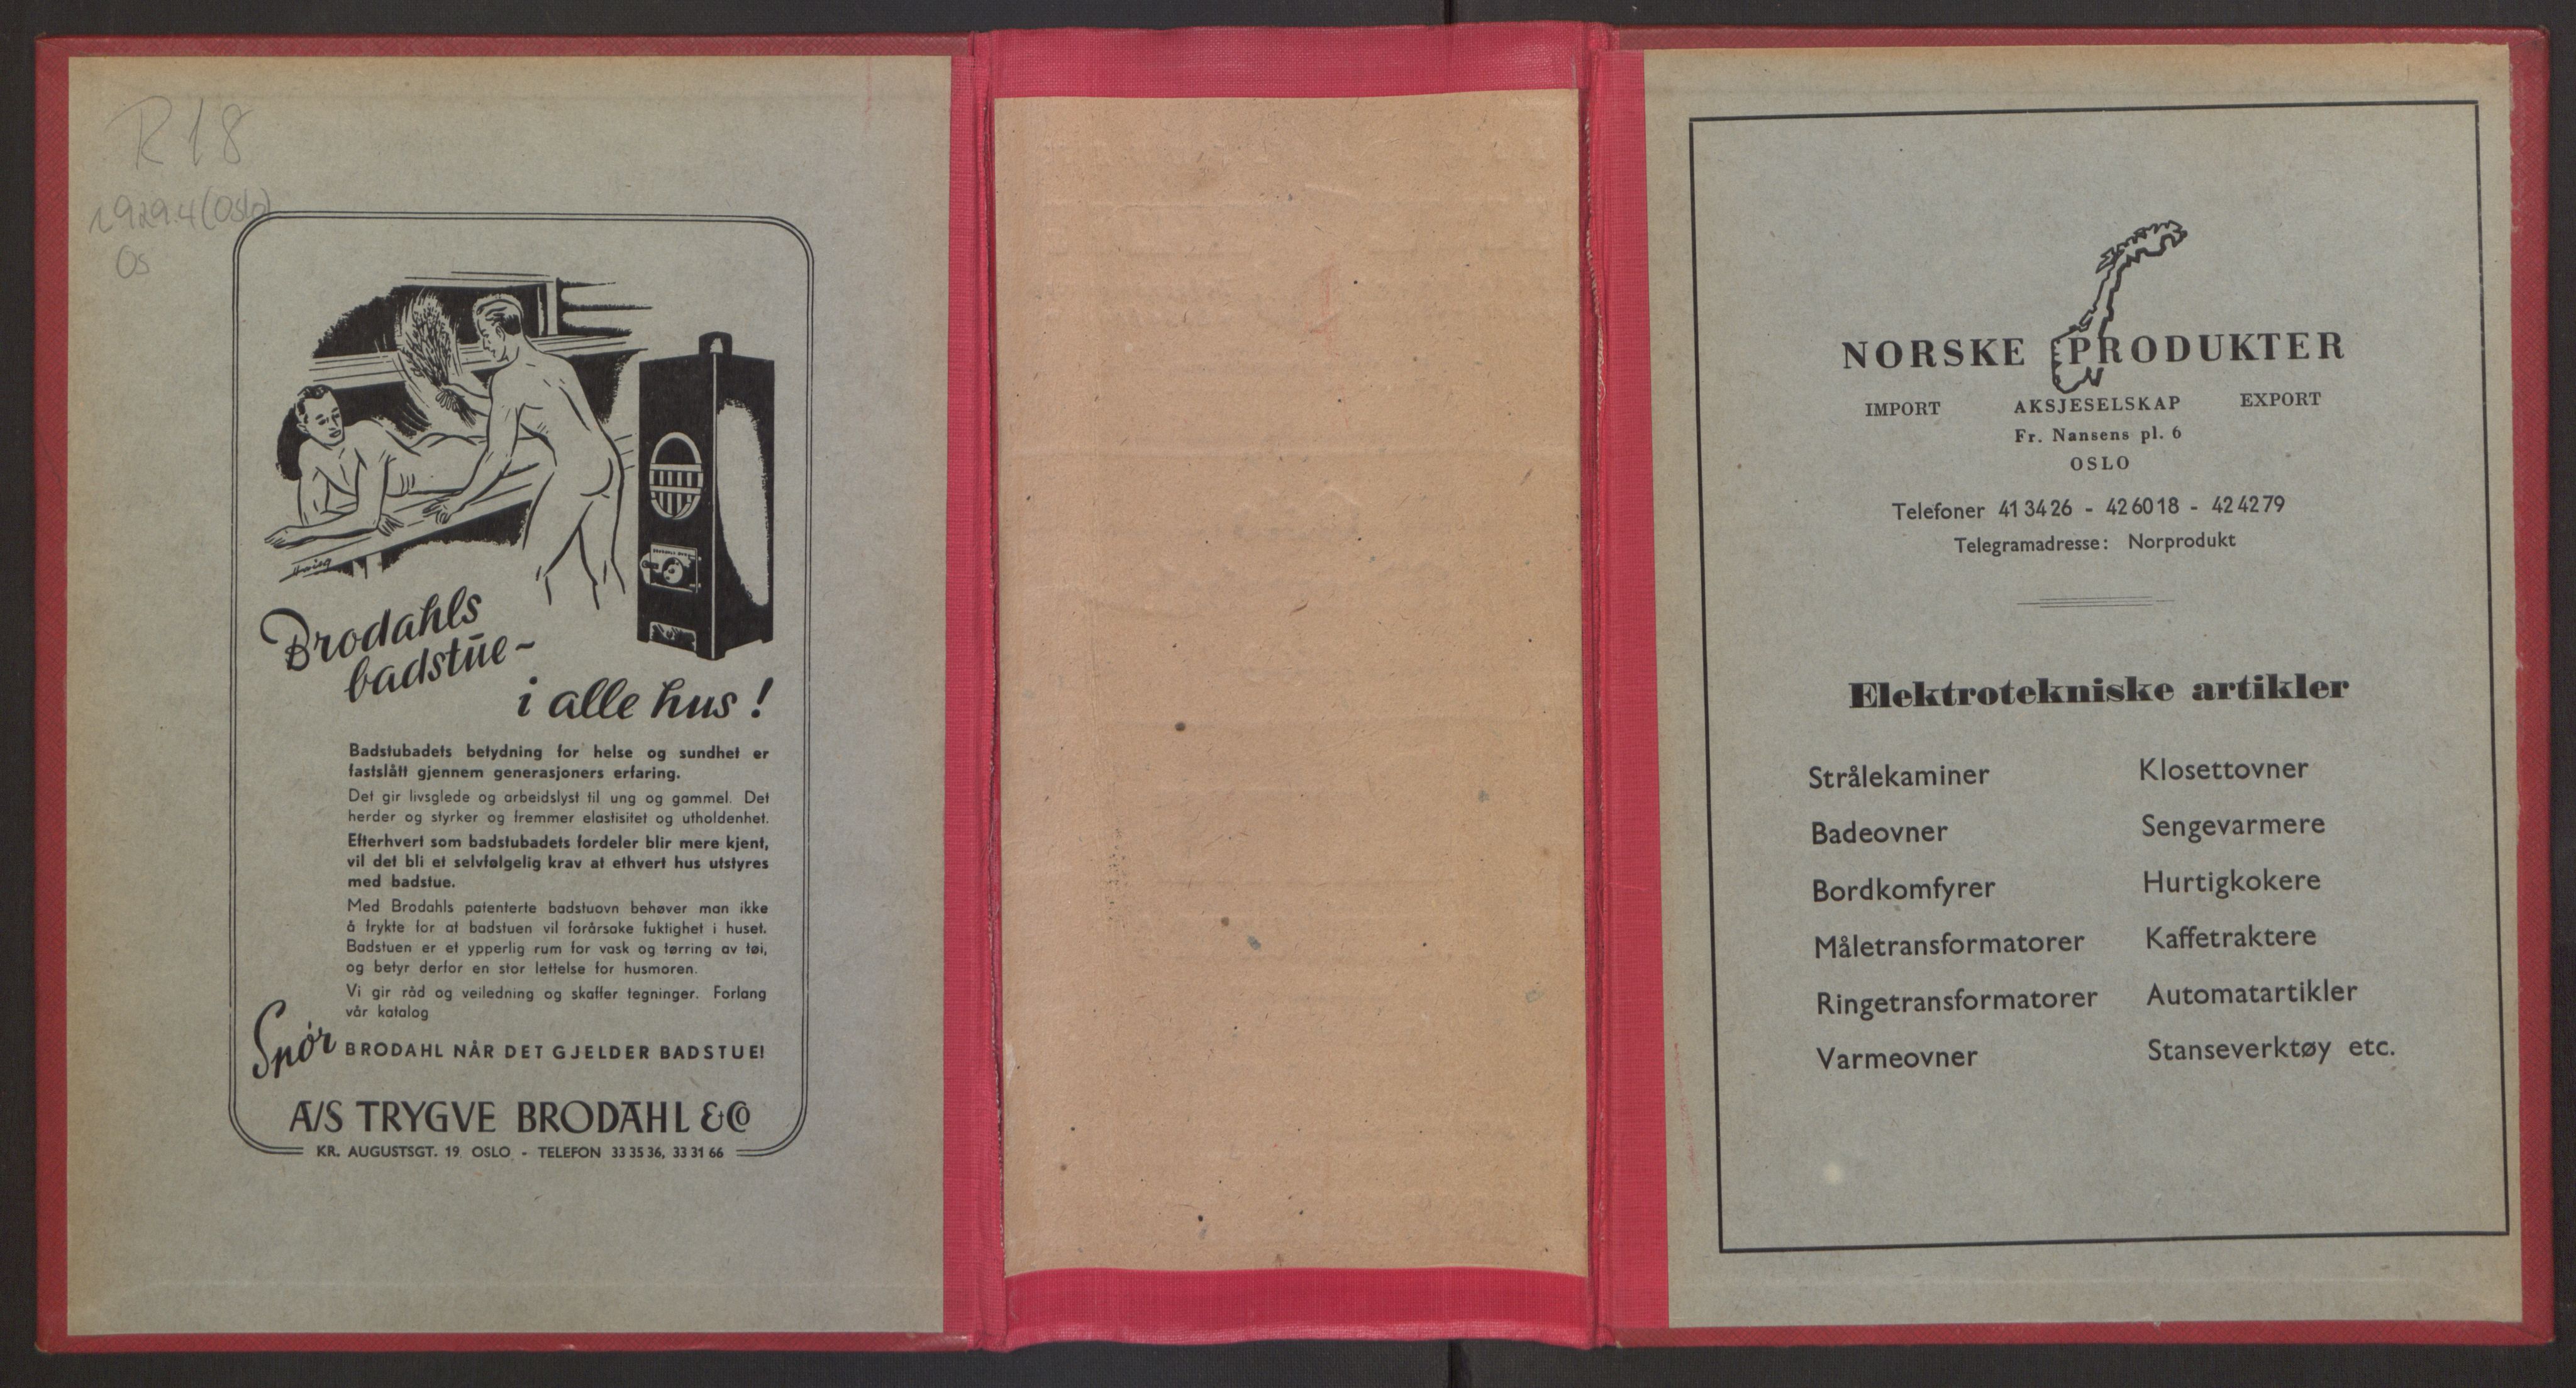 R 18
1929.4 (Oslo)
Os
Brodahls
badstue -
i alle hus!
Badstubadets betydning for helse og sundhet er
fastslått gjennem generasjoners erfaring.
Det gir livsglede og arbeidslyst til ung og gammel. Det
herder og styrker og fremmer elastisitet og utholdenhet.
Efterhvert som badstubadets fordeler blir mere kjent,
vil det bli et selvfølgelig krav at ethvert hus utstyres
med badstue.
Med Brodahls patenterte badstuovn behøver man ikke
å frykte for at badstuen vil forårsake fuktighet i huset.
Badstuen er et ypperlig rum for vask og tørring av tøi,
og betyr derfor en stor lettelse for husmoren.
Vi gir råd og veiledning og skaffer tegninger. Forlang
vår katalog
Spør BRODAHL NÅR DET GJELDER BADSTUE!
A/S TRYGVE BRODAHL & CO
KR. AUGUSTSGT. 19 OSLO - TELEFON 33 35 36, 33 31 66
NORSKE PRODUKTER
IMPORT AKSJESELSKAP EXPORT
Fr. Nansens pl. 6
OSLO
Telefoner 41 34 26 - 42 60 18 - 42 42 79
Telegramadresse: Norprodukt
Elektrotekniske artikler
Strålekaminer Klosettovner
Badeovner Sengevarmere
Bordkomfyrer Hurtigkokere
Måletransformatorer Kaffetraktere
Ringetransformatorer Automatartikler
Varmeovner Stanseverktøy etc.